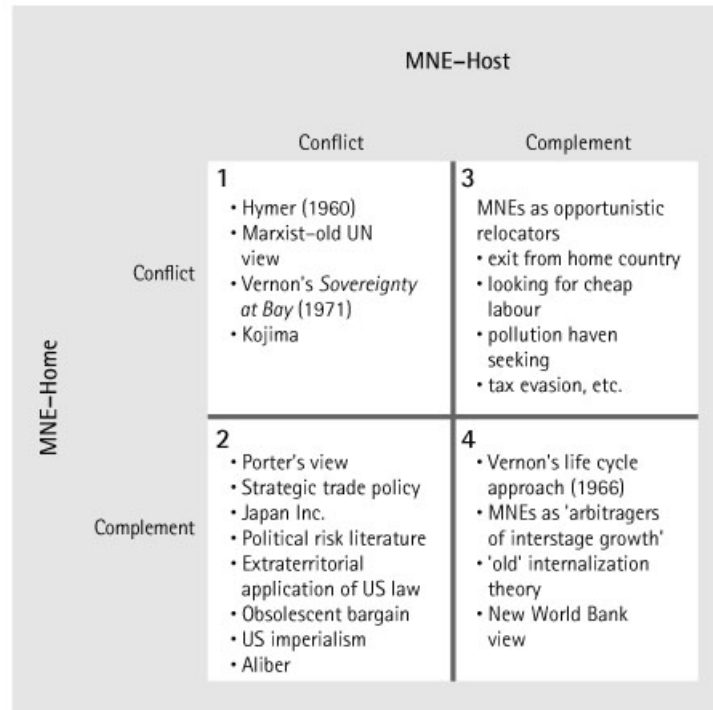 MNE–Host
Conflict
Complement
MNE–Home
Conflict
1
• Hymer (1960)
• Marxist–old UN
view
• Vernon's Sovereignty
at Bay (1971)
• Kojima
3
MNEs as opportunistic
relocators
• exit from home country
• looking for cheap
labour
• pollution haven
seeking
• tax evasion, etc.
Complement
2
• Porter's view
• Strategic trade policy
• Japan Inc.
• Political risk literature
• Extraterritorial
application of US law
• Obsolescent bargain
• US imperialism
• Aliber
4
• Vernon's life cycle
approach (1966)
• MNEs as 'arbitragers
of interstage growth'
• 'old' internalization
theory
• New World Bank
view